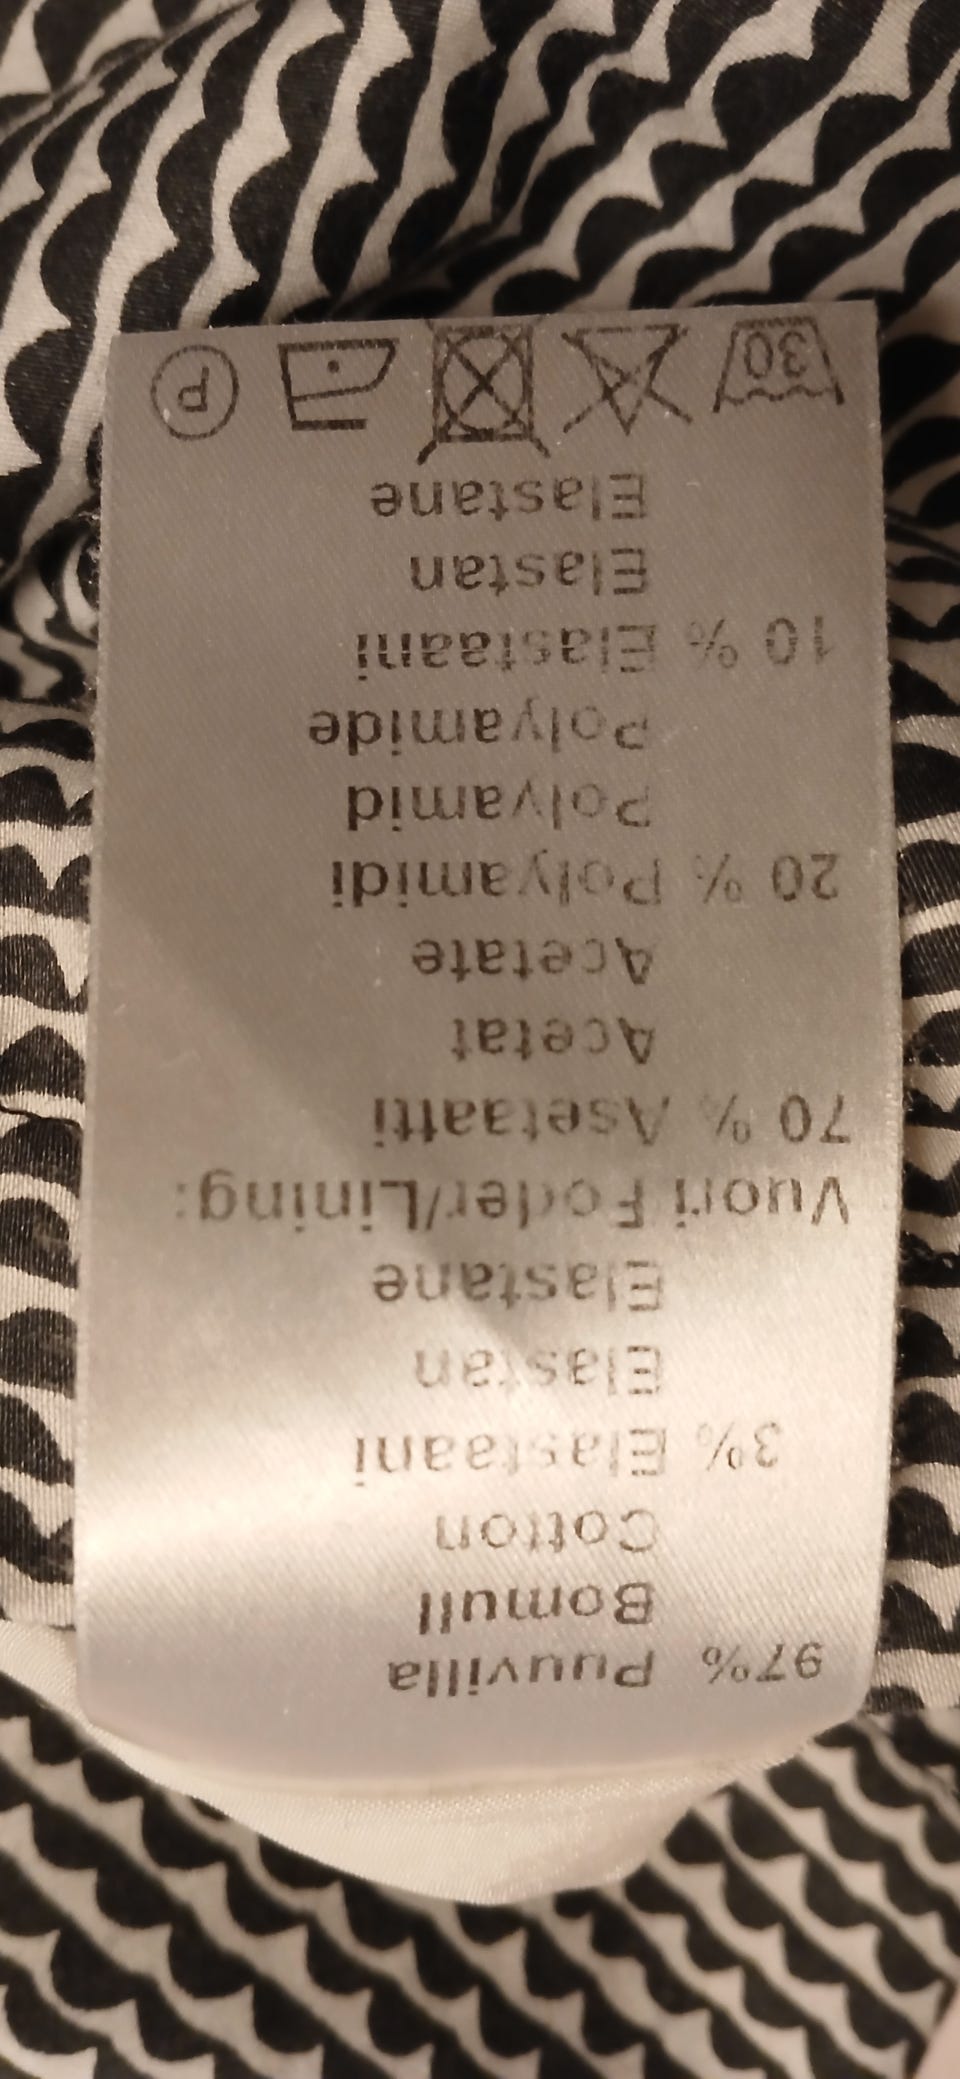 97% Puuvilla
Bomull
Cotton
3% Elastaani
Elastan
Elastane
Vuori Foder/Lining:
70 % Asetaatti
Acetat
Acetate
20 % Polyamidi
Polyamid
Polyamide
10 % Elastaani
Elastan
Elastane
30 P